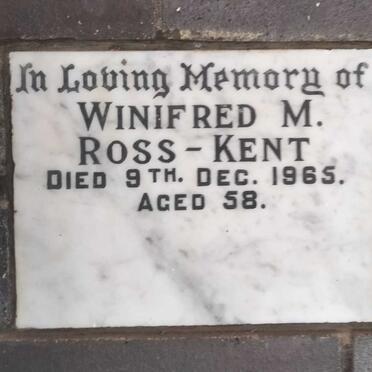 In Loving Memory of
WINIFRED M.
ROSS - KENT
DIED 9TH. DEC. 1965.
AGED 58.